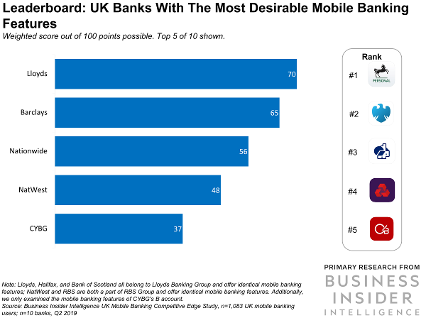 Leaderboard: UK Banks With The Most Desirable Mobile Banking
Features
Weighted score out of 100 points possible. Top 5 of 10 shown.
Rank
Lloyds 70
#1
PERSONAL
Barclays 65
#2
Nationwide 56
#3
NatWest 48
#4
CYBG 37
#5
Note: Lloyds, Halifax, and Bank of Scotland all belong to Lloyds Banking Group and offer identical mobile banking
features; NatWest and RBS are both a part of RBS Group and offer identical mobile banking features. Additionally,
we only examined the mobile banking features of CYBG's B account.
Source: Business Insider Intelligence UK Mobile Banking Competitive Edge Study, n=1,083 UK mobile banking
users; n=10 banks, Q2 2019
PRIMARY RESEARCH FROM
BUSINESS
INSIDER
INTELLIGENCE